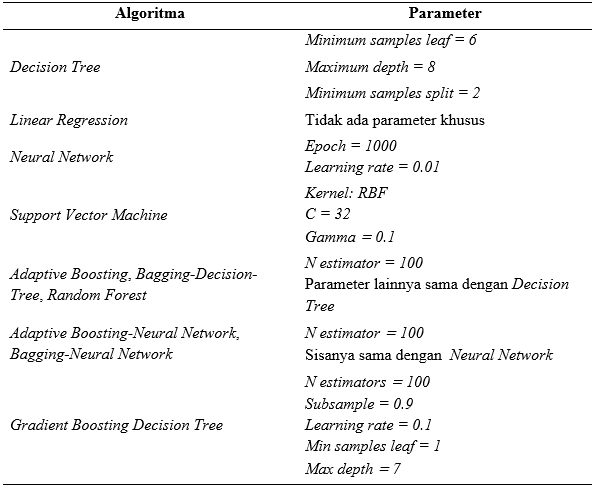 Algoritma Parameter
Minimum samples leaf = 6
Decision Tree Maximum depth = 8
Minimum samples split = 2
Linear Regression Tidak ada parameter khusus
Neural Network Epoch = 1000
Learning rate = 0.01
Support Vector Machine Kernel: RBF
C = 32
Gamma = 0.1
Adaptive Boosting, Bagging-Decision-
Tree, Random Forest
N estimator = 100
Parameter lainnya sama dengan Decision
Tree
Adaptive Boosting-Neural Network,
Bagging-Neural Network
N estimator = 100
Sisanya sama dengan Neural Network
Gradient Boosting Decision Tree
N estimators = 100
Subsample = 0.9
Learning rate = 0.1
Min samples leaf = 1
Max depth = 7